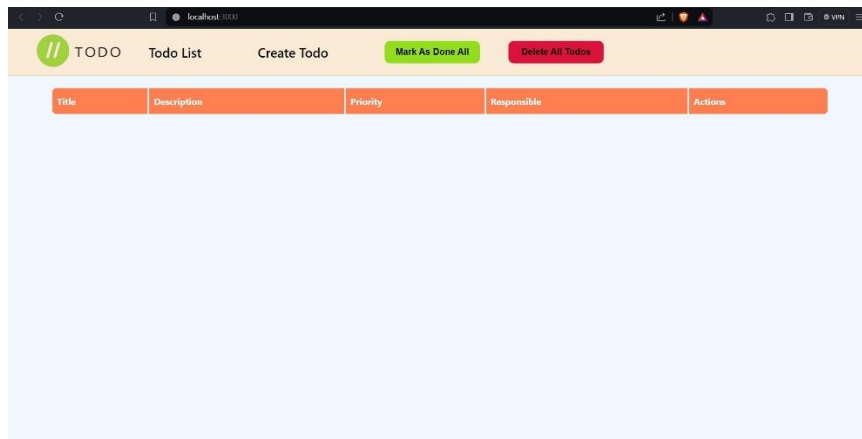 localhost:3000
VPN
// TODO Todo List Create Todo Mark As Done All Delete All Todos
Title Description Priority Responsible Actions